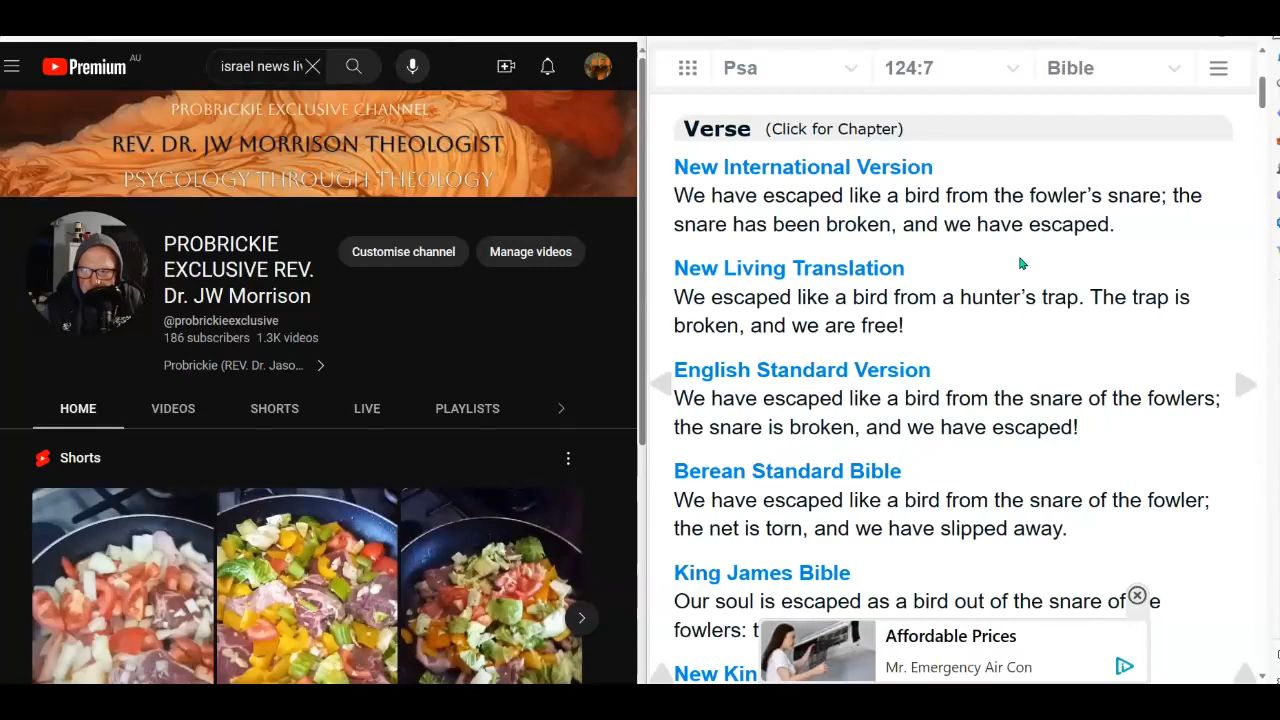 Premium
AU
israel news li
PROBRICKIE EXCLUSIVE CHANNEL
REV. DR. JW MORRISON THEOLOGIST
PSYCOLOGY THROUGH THEOLOGY
PROBRICKIE
EXCLUSIVE REV.
Dr. JW Morrison
@probrickieexclusive
186 subscribers 1.3K videos
Probrickie (REV. Dr. Jaso...
Customise channel
Manage videos
HOME
VIDEOS
SHORTS
LIVE
PLAYLISTS
Shorts
Psa
124:7
Bible
Verse (Click for Chapter)
New International Version
We have escaped like a bird from the fowler’s snare; the
snare has been broken, and we have escaped.
New Living Translation
We escaped like a bird from a hunter’s trap. The trap is
broken, and we are free!
English Standard Version
We have escaped like a bird from the snare of the fowlers;
the snare is broken, and we have escaped!
Berean Standard Bible
We have escaped like a bird from the snare of the fowler;
the net is torn, and we have slipped away.
King James Bible
Our soul is escaped as a bird out of the snare of e
fowlers: t
New Kin
Affordable Prices
Mr. Emergency Air Con